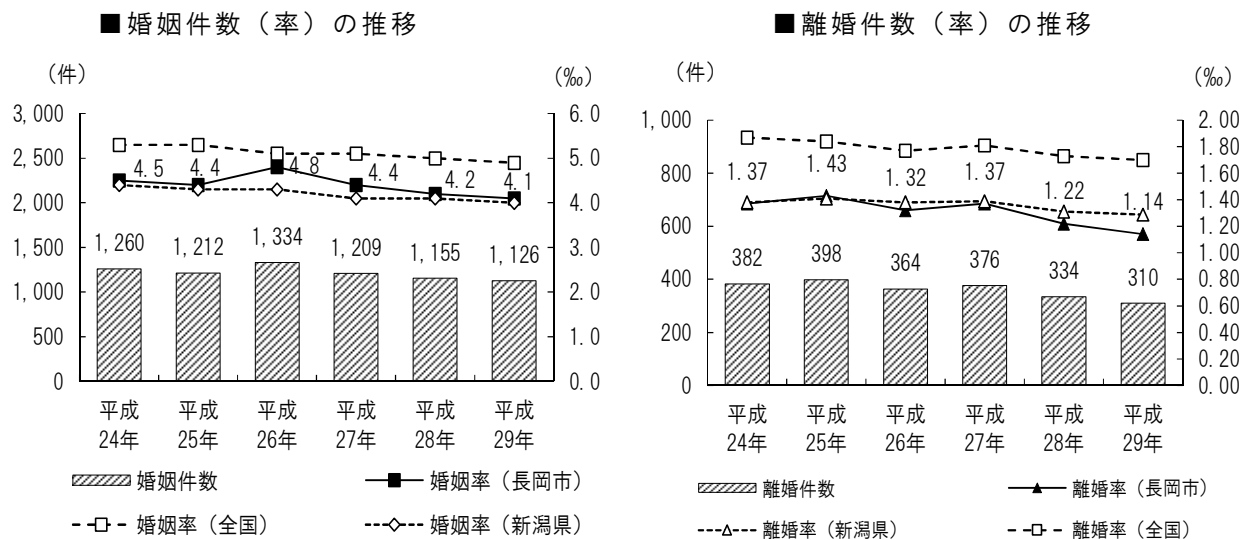 ■婚姻件数（率）の推移
（件）
（‰）
3,000
2,500
2,000
1,500
1,000
500
0
6.0
5.0
4.0
3.0
2.0
1.0
0.0
4.5 4.4 4.8 4.4 4.2 4.1
1,260 1,212 1,334 1,209 1,155 1,126
平成 平成 平成 平成 平成 平成
24年 25年 26年 27年 28年 29年
婚姻件数 婚姻率（長岡市）
婚姻率（全国） 婚姻率（新潟県）
■離婚件数（率）の推移
（件）
（‰）
1,000
800
600
400
200
0
2.00
1.80
1.60
1.40
1.20
1.00
0.80
0.60
0.40
0.20
0.00
1.37 1.43 1.32 1.37 1.22 1.14
382 398 364 376 334 310
平成 平成 平成 平成 平成 平成
24年 25年 26年 27年 28年 29年
離婚件数 離婚率（長岡市）
離婚率（新潟県） 離婚率（全国）